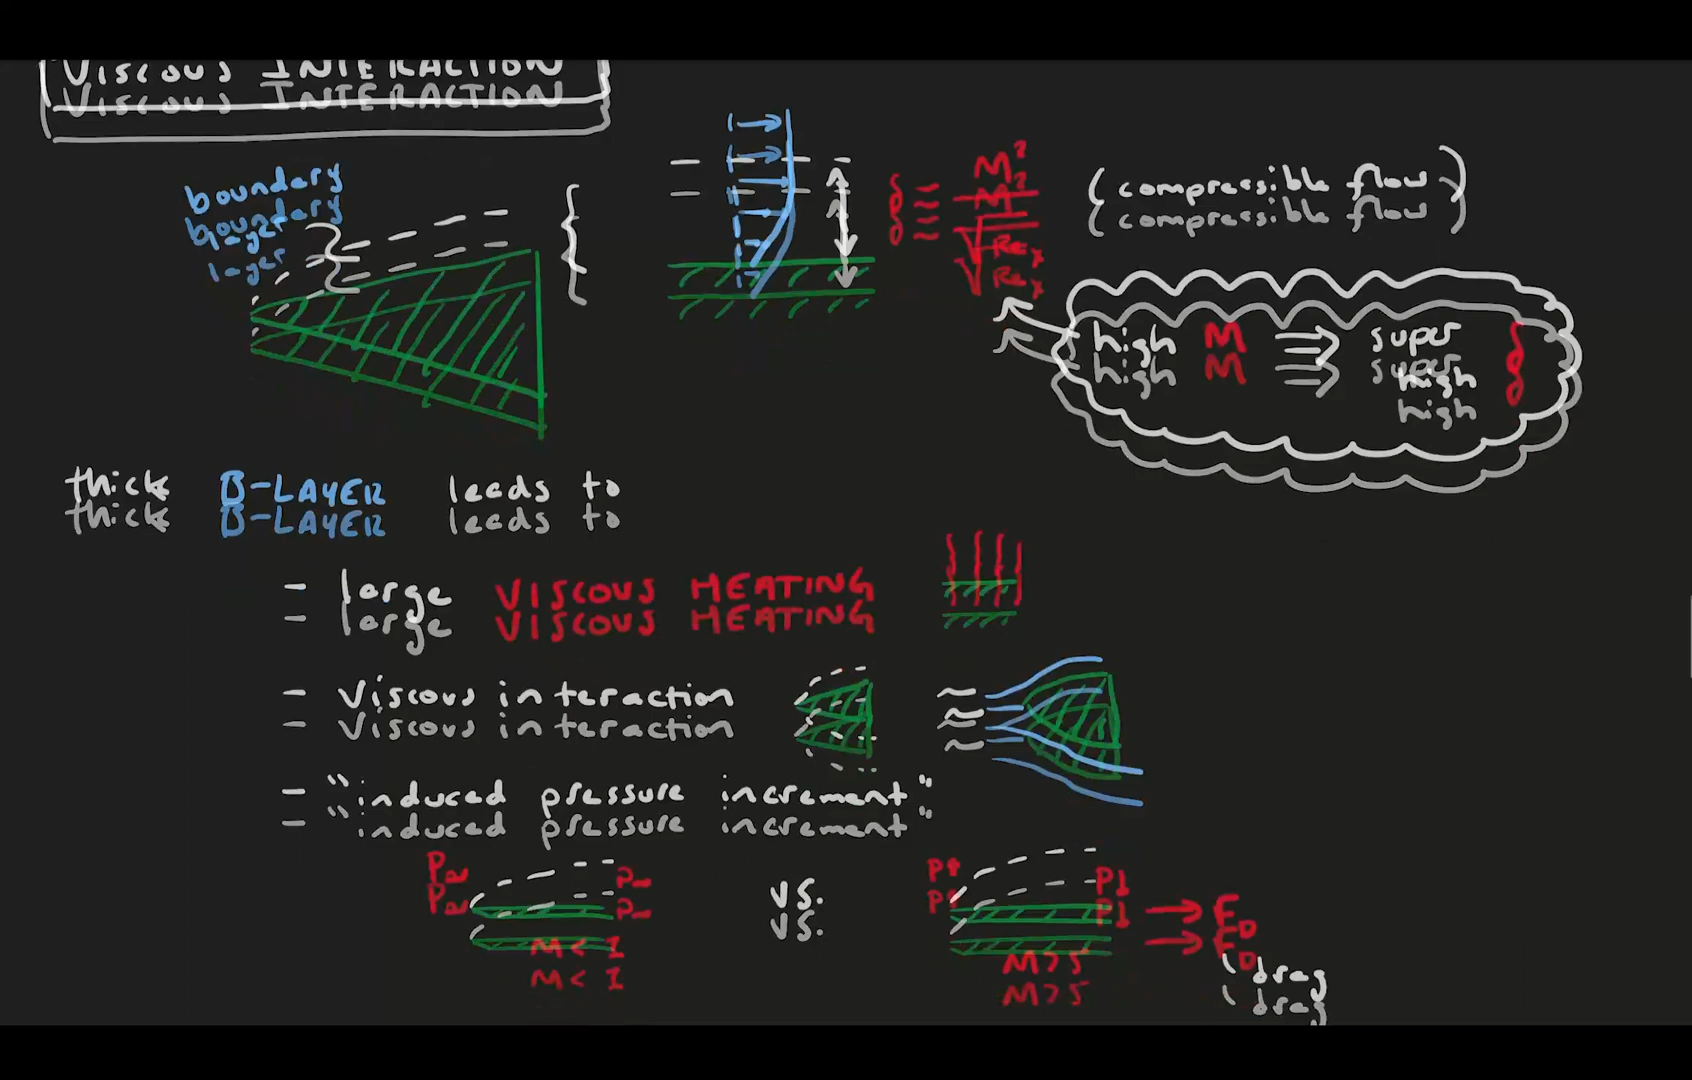 VISCOUS INTERACTION
boundary
layer
δ ≈ M² / √Reₓ
(compressible flow)
high M ⇒ super high δ
thick B-LAYER leads to
- large VISCOUS HEATING
- Viscous interaction ≈
- "induced pressure increment"
vs.
P↑ P↓ → F_D
M < 1
M > 5
drag